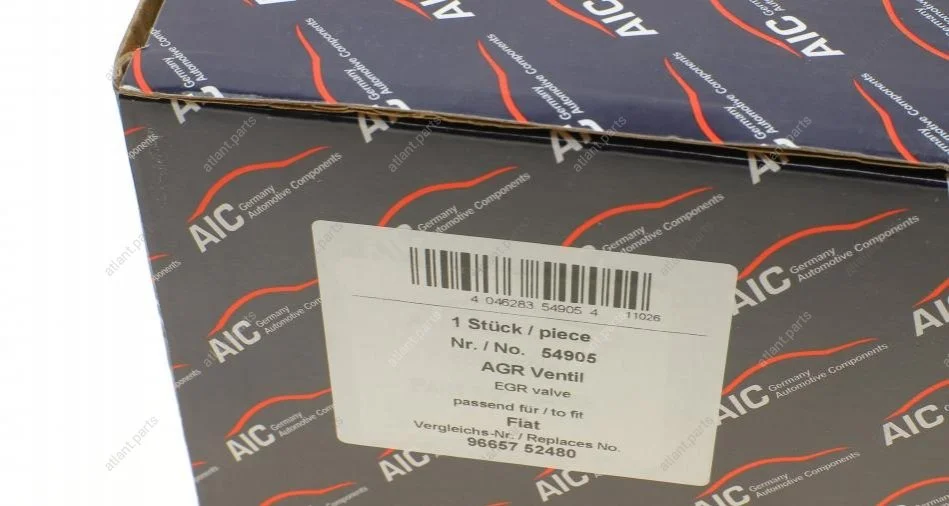 AIC
Germany
Automotive Components
4 046283 54905 4 11026
1 Stück / piece
Nr. / No. 54905
AGR Ventil
EGR valve
passend für / to fit
Fiat
Vergleichs-Nr. / Replaces No.
96657 52480
atlant.parts